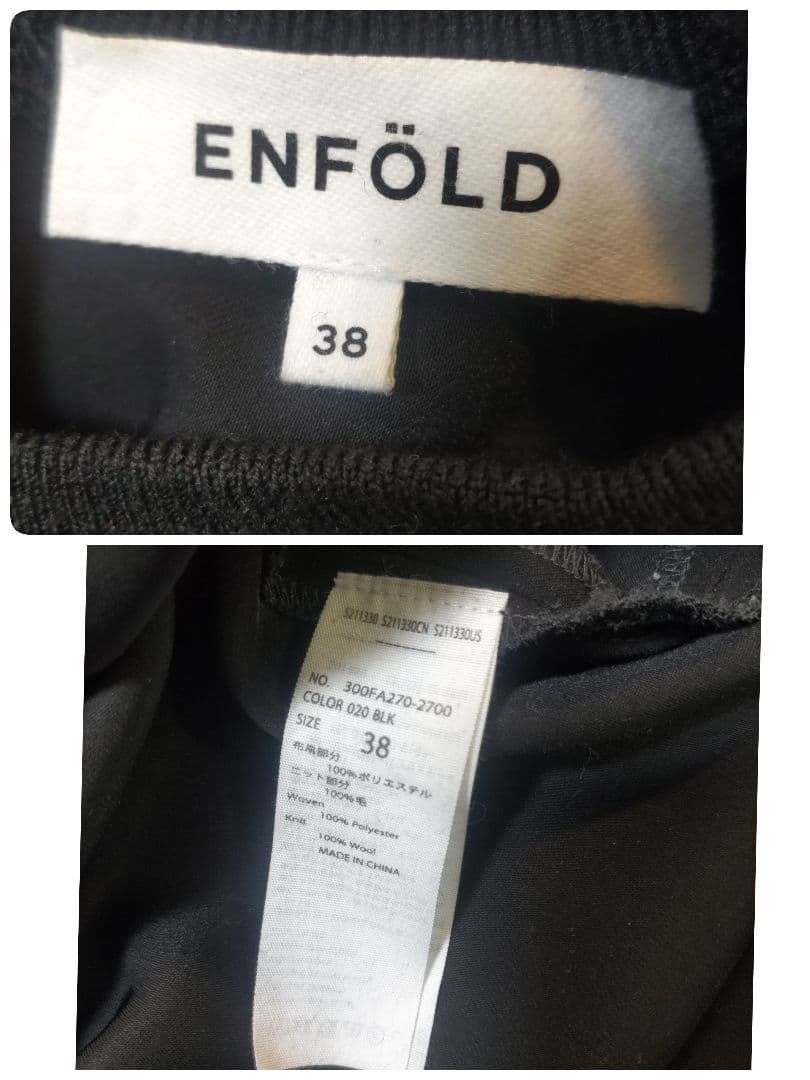 ENFÖLD
38
S211330 S211330CN S211330US
NO. 300FA270-2700
COLOR 020 BLK
SIZE 38
布帛部分
100%ポリエステル
ニット部分
100%毛
Woven
100% Polyester
Knit
100% Wool
MADE IN CHINA